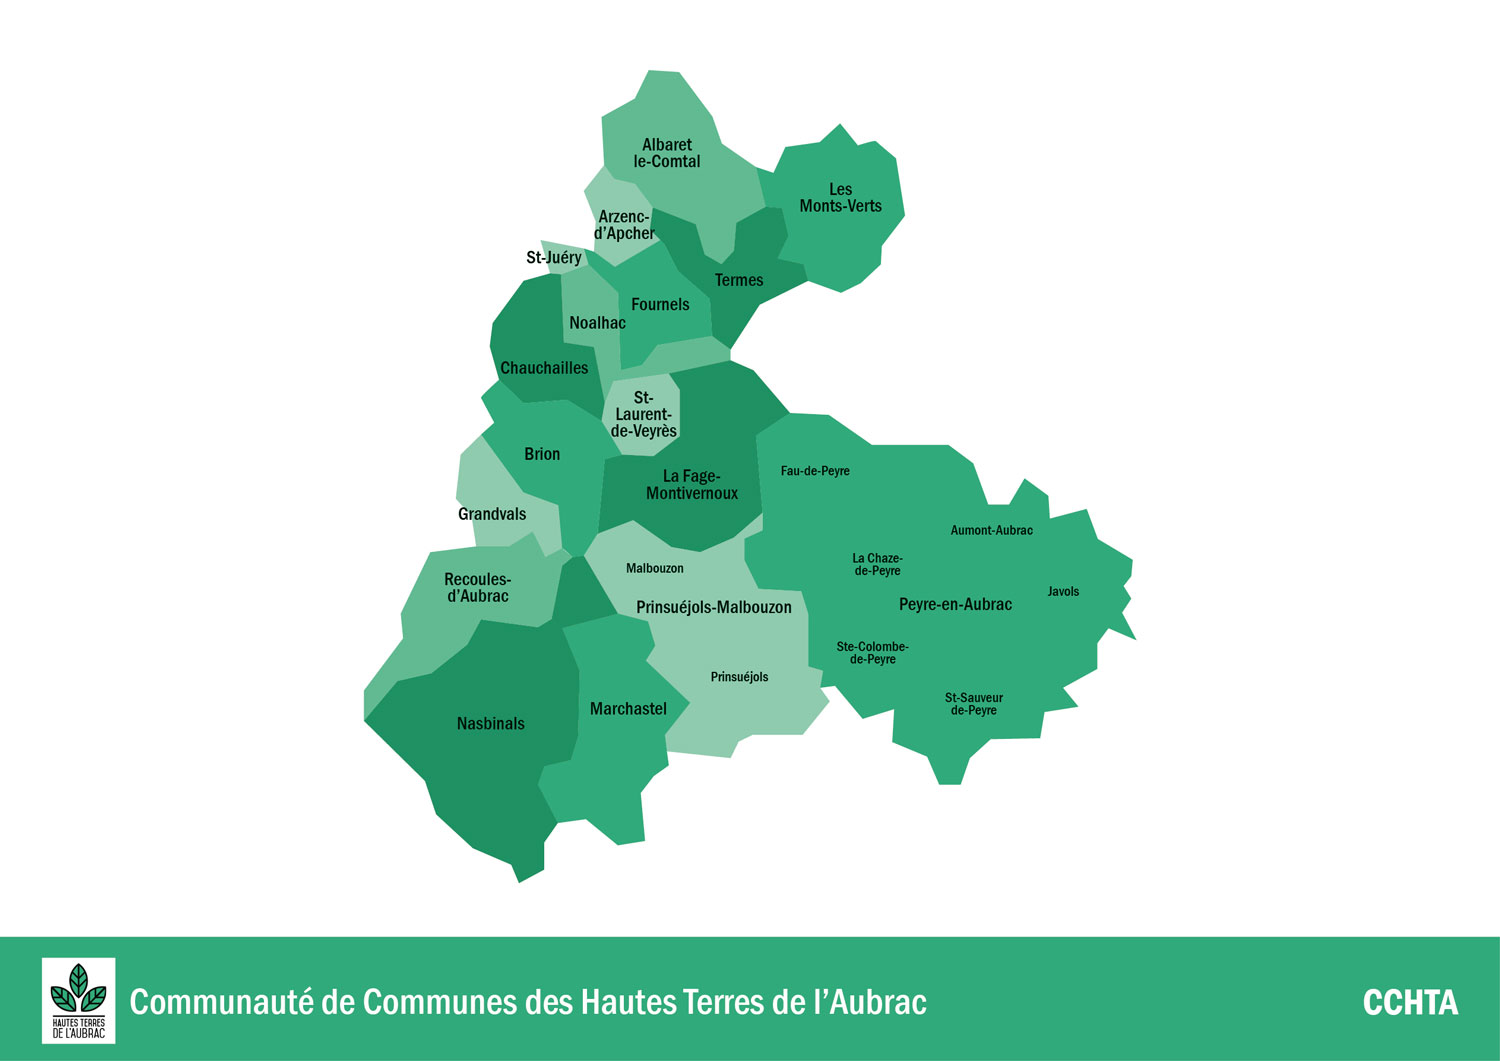 Albaret
le-Comtal
Les
Monts-Verts
Arzenc-
d'Apcher
St-Juéry
Termes
Fournels
Noalhac
Chauchailles
St-
Laurent-
de-Veyrès
Brion
La Fage-
Montivernoux
Fau-de-Peyre
Grandvals
Aumont-Aubrac
La Chaze-
de-Peyre
Malbouzon
Recoules-
d'Aubrac
Javols
Prinsuéjols-Malbouzon
Peyre-en-Aubrac
Ste-Colombe-
de-Peyre
Prinsuéjols
St-Sauveur
de-Peyre
Marchastel
Nasbinals
HAUTES TERRES
DE L'AUBRAC
Communauté de Communes des Hautes Terres de l'Aubrac
CCHTA